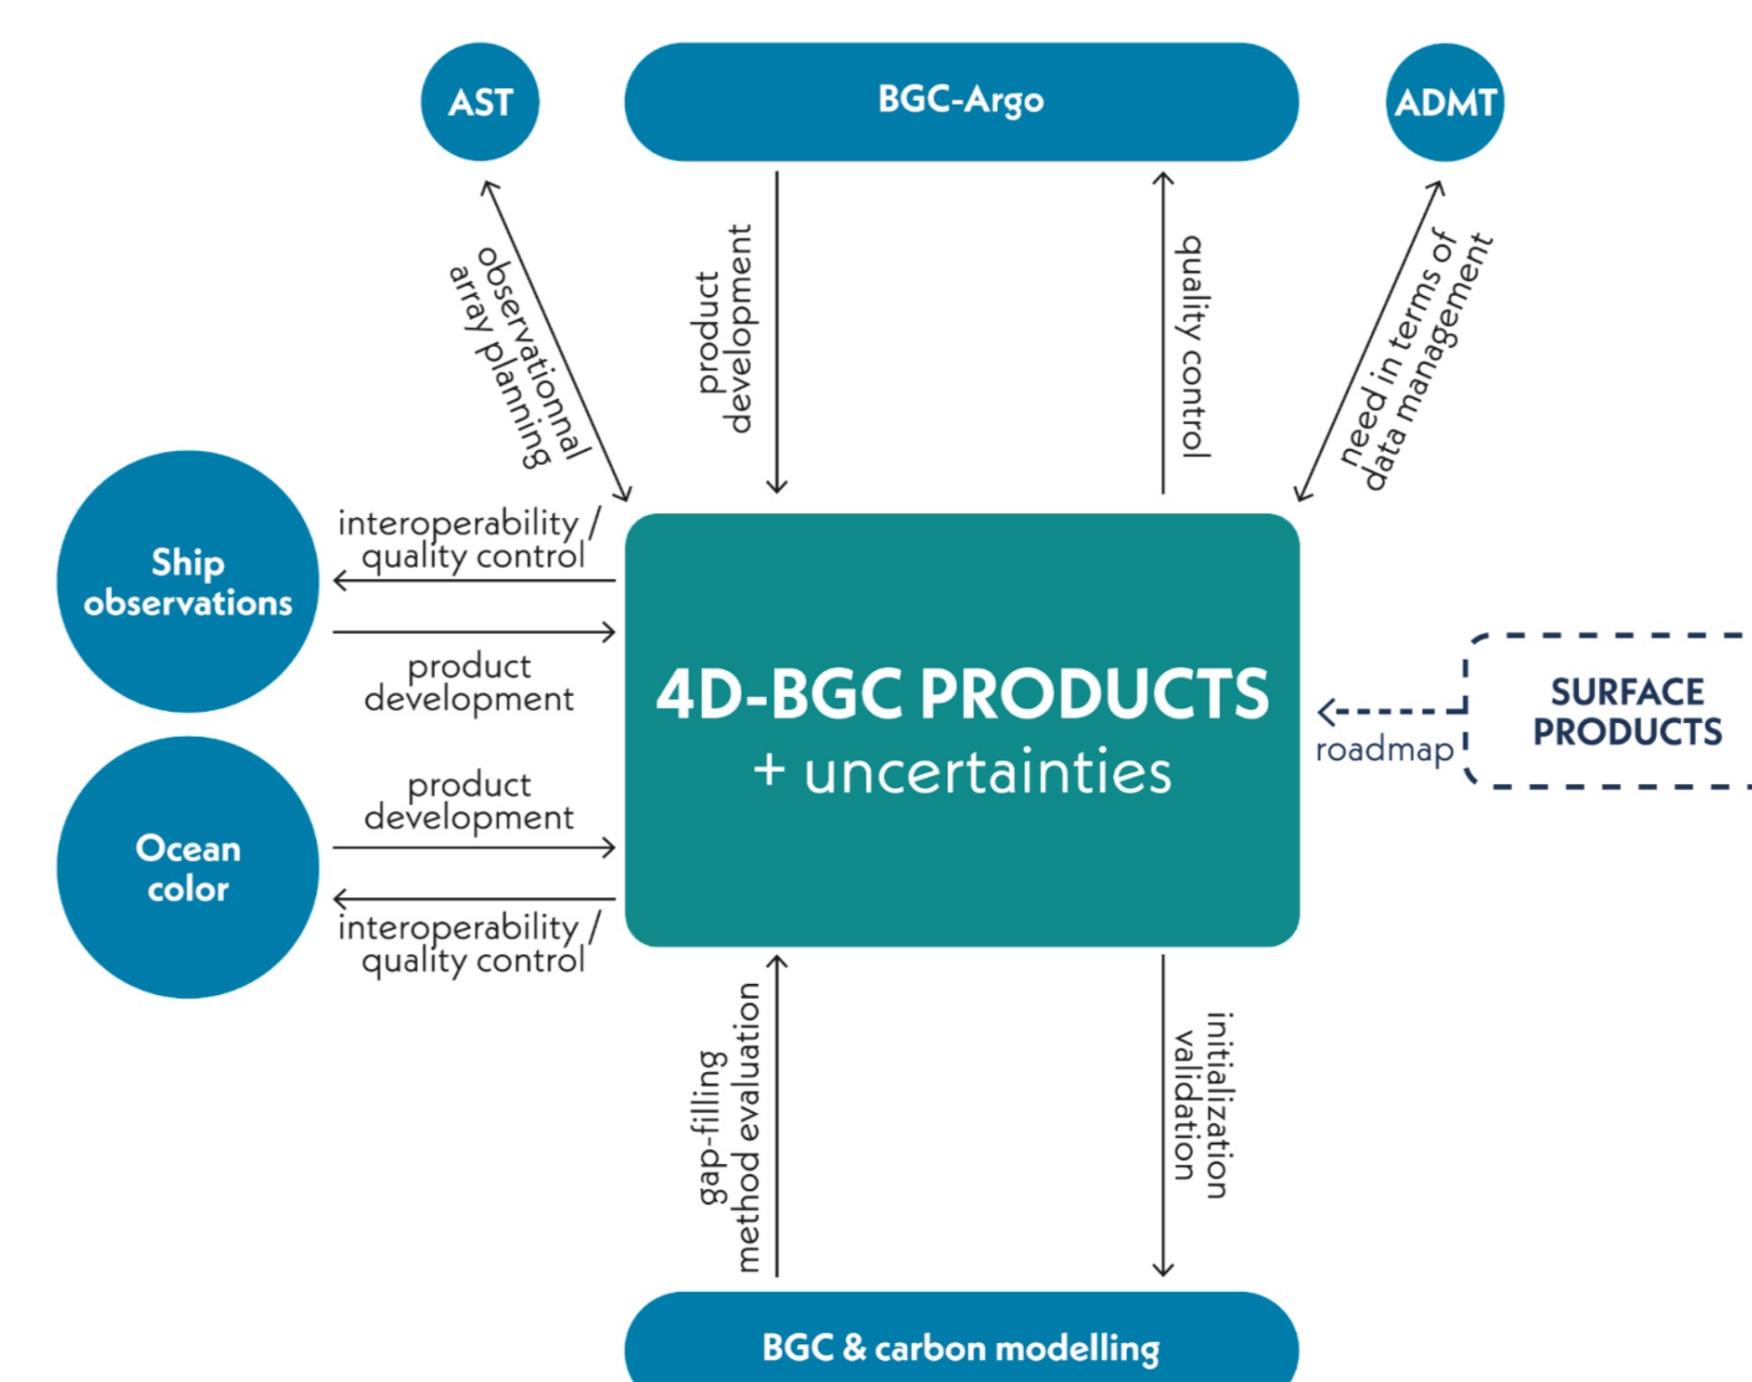 AST
BGC-Argo
ADMT
observationnal
array planning
product
development
quality control
need in terms of
data management
Ship
observations
interoperability /
quality control
product
development
4D-BGC PRODUCTS
+ uncertainties
SURFACE
PRODUCTS
roadmap
Ocean
color
product
development
interoperability /
quality control
gap-filling
method evaluation
initialization
validation
BGC & carbon modelling